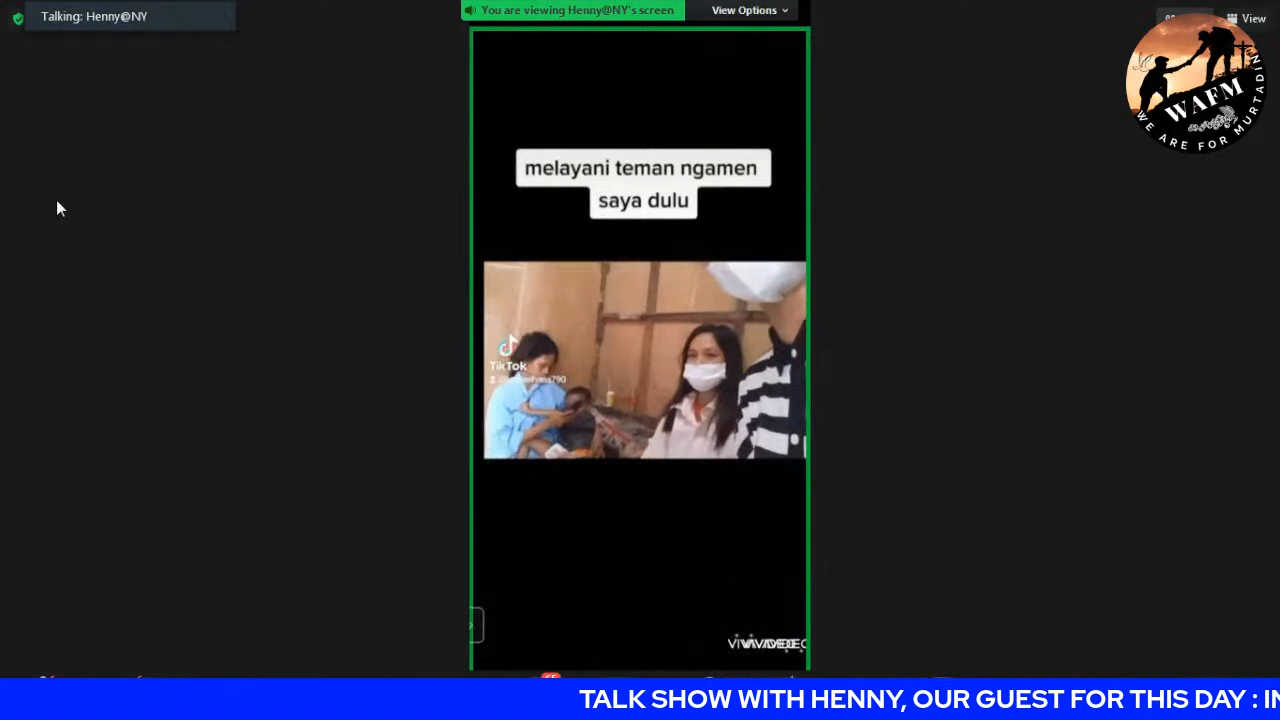 Talking: Henny@NY
You are viewing Henny@NY's screen
View Options
View
WAFM
WE ARE FOR MURTADIN
melayani teman ngamen
saya dulu
TikTok
TALK SHOW WITH HENNY, OUR GUEST FOR THIS DAY : IN